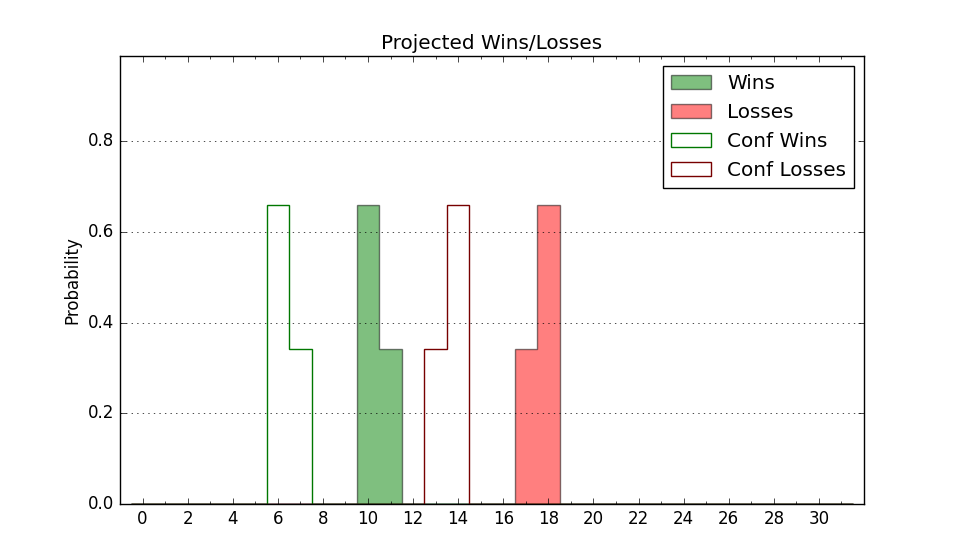 Projected Wins/Losses
Wins
Losses
Conf Wins
Conf Losses
Probability
0.8
0.6
0.4
0.2
0.0
0 2 4 6 8 10 12 14 16 18 20 22 24 26 28 30